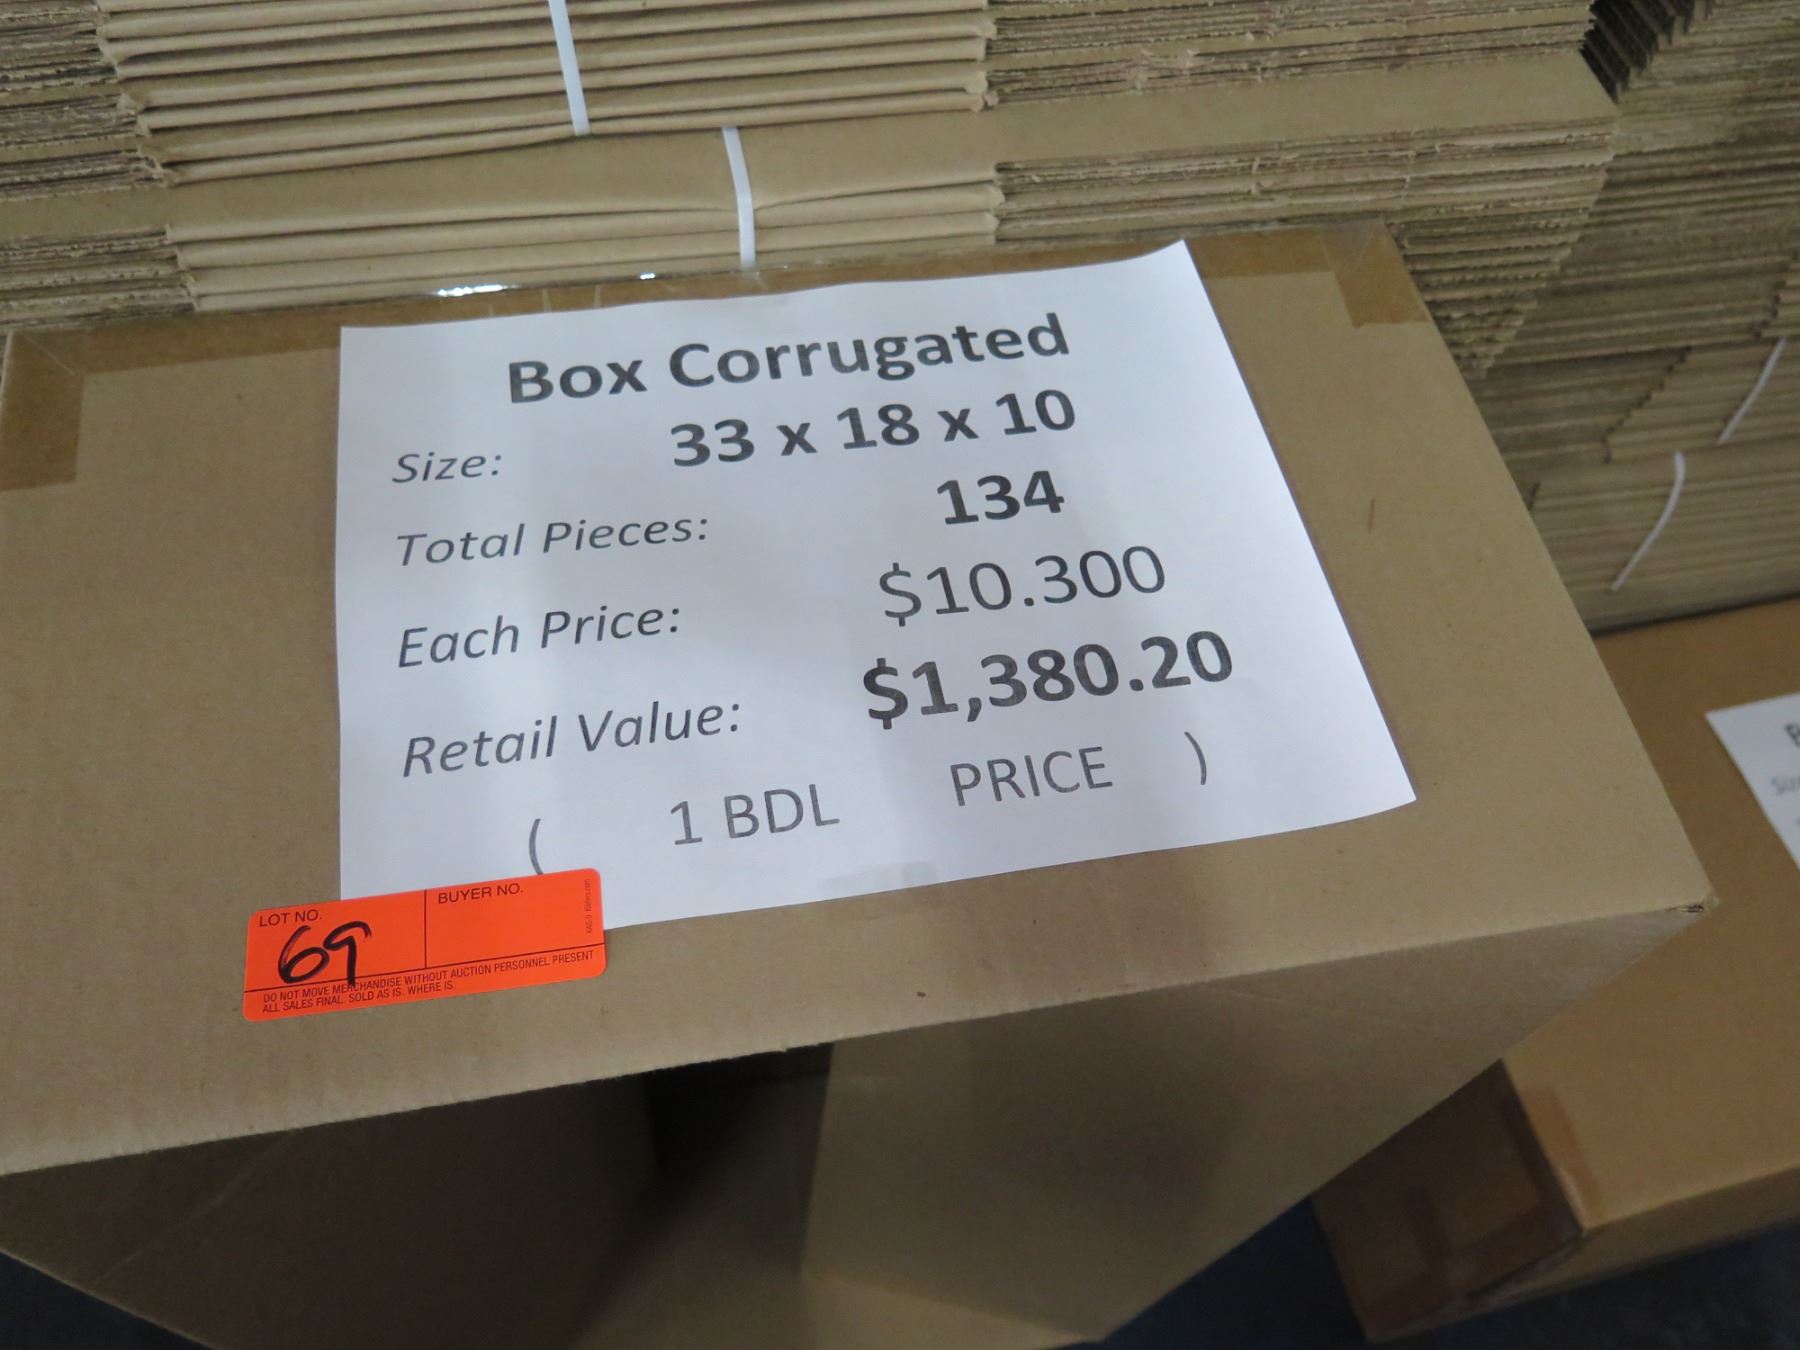 Box Corrugated
Size: 33 x 18 x 10
Total Pieces: 134
Each Price: $10.300
Retail Value: $1,380.20
( 1 BDL PRICE )
LOT NO. BUYER NO.
69
DO NOT MOVE MERCHANDISE WITHOUT AUCTION PERSONNEL PRESENT
ALL SALES FINAL. SOLD AS IS. WHERE IS.